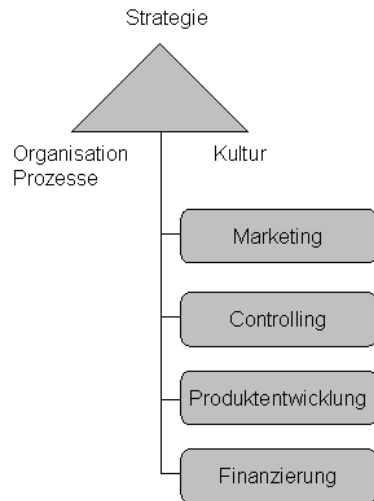 Strategie
Organisation
Prozesse
Kultur
Marketing
Controlling
Produktentwicklung
Finanzierung